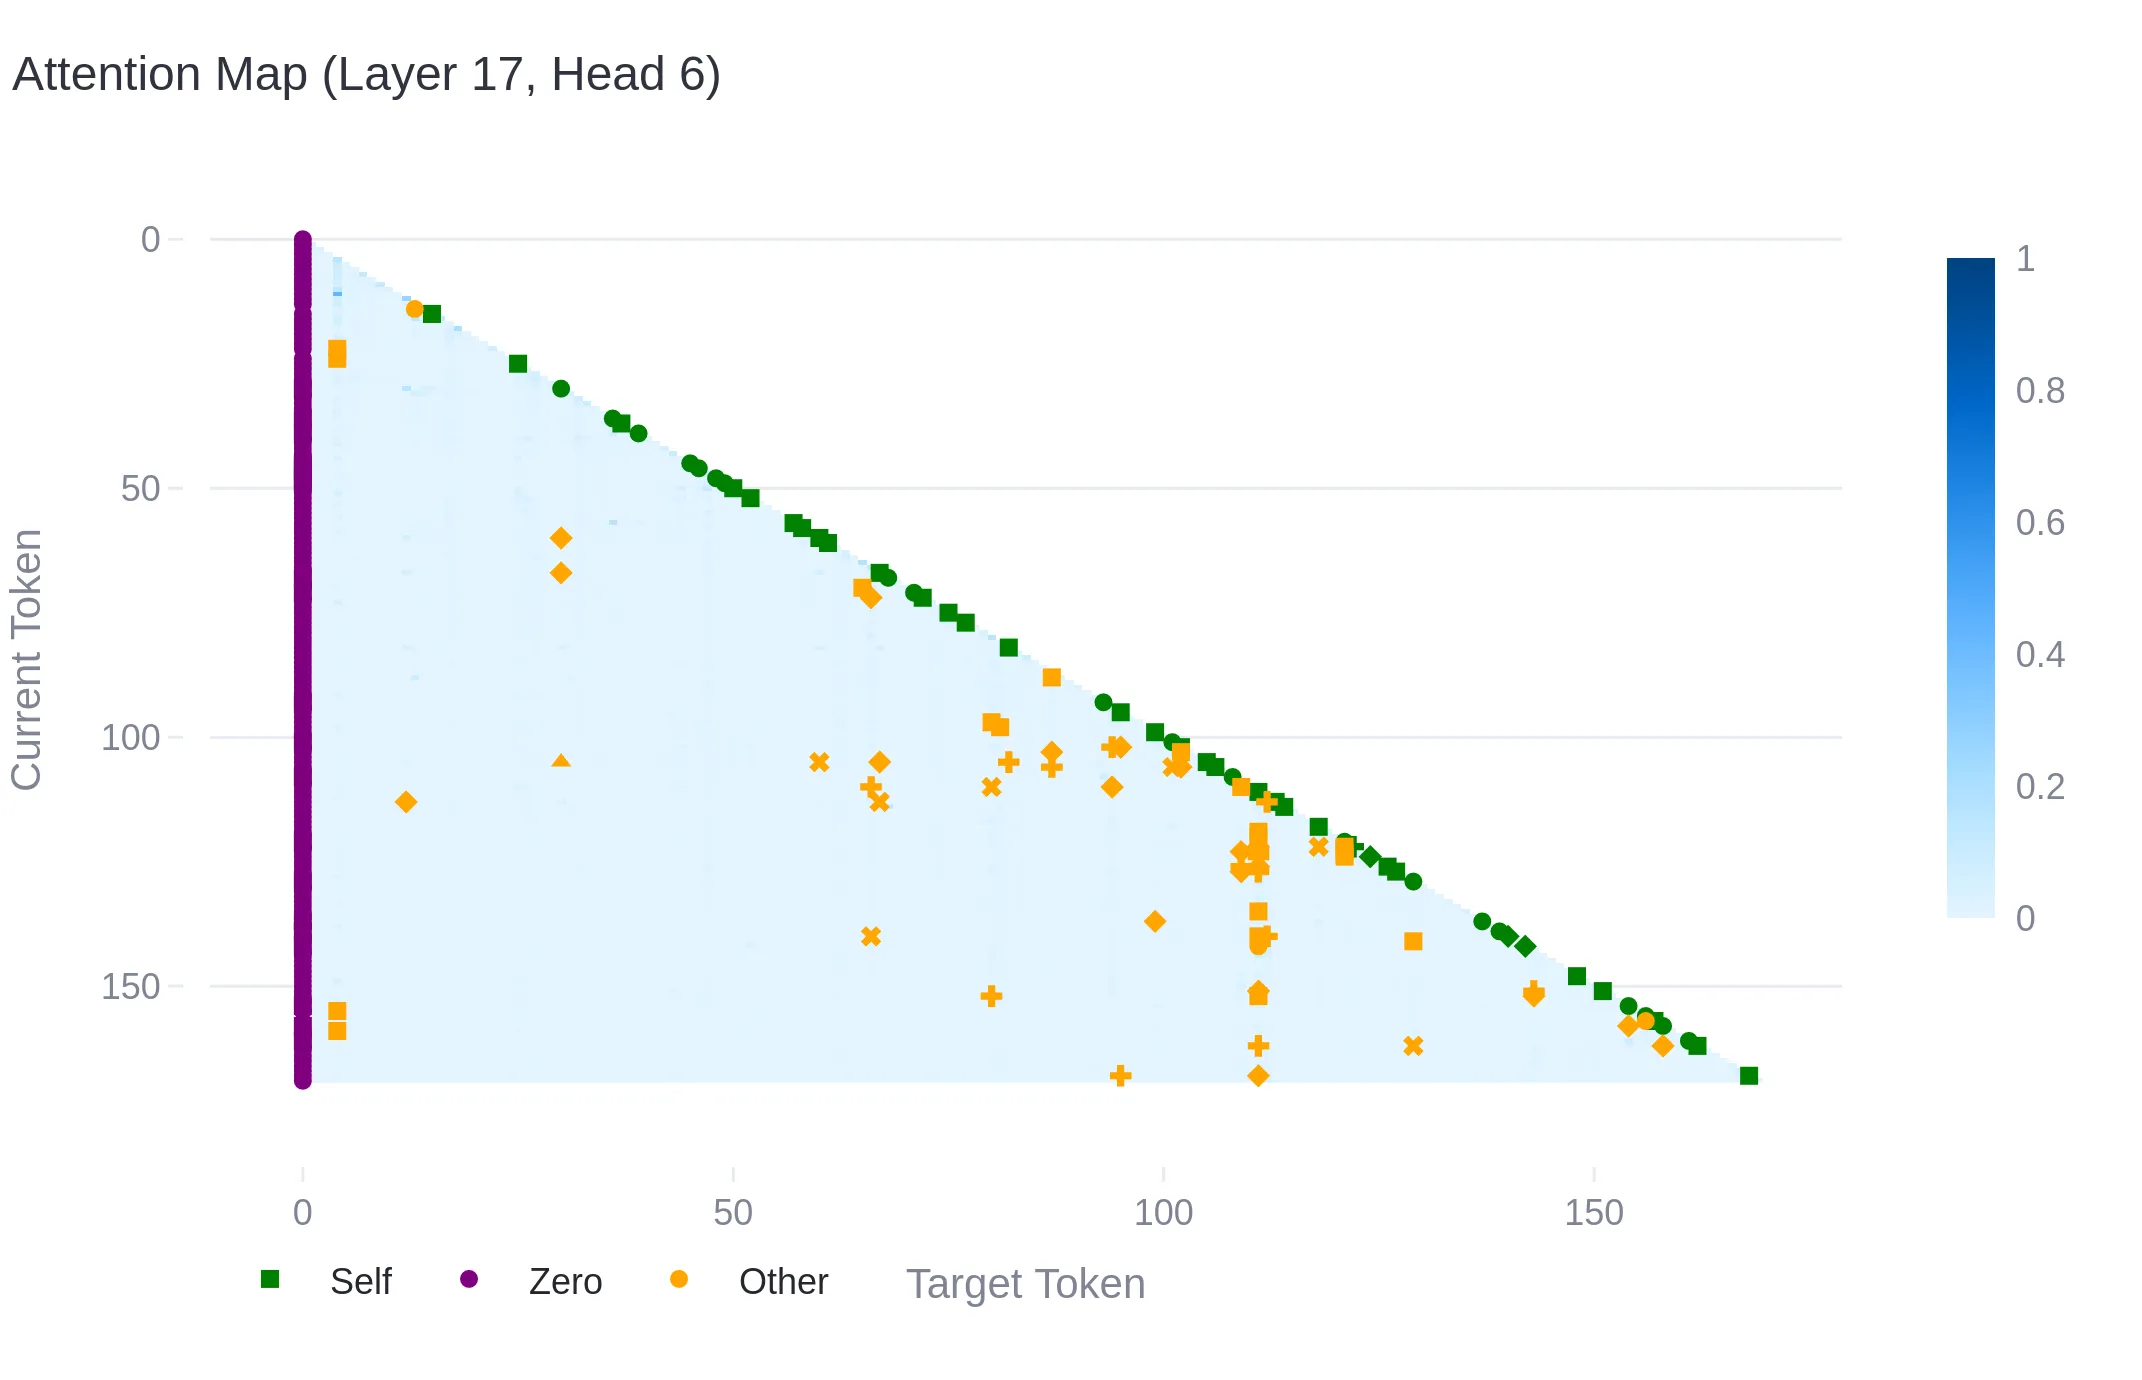 Attention Map (Layer 17, Head 6)
0
50
100
150
Current Token
1
0.8
0.6
0.4
0.2
0
0 50 100 150
Self Zero Other Target Token